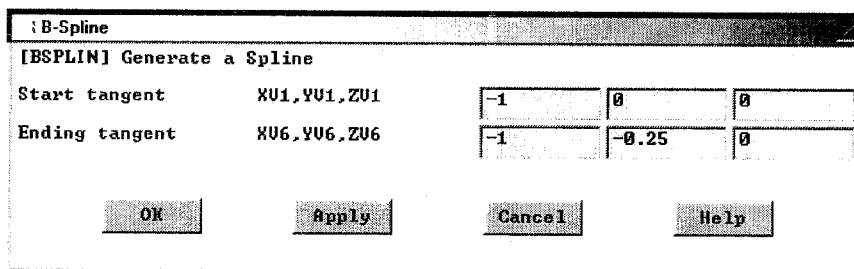 B-Spline
[BSPLIN] Generate a Spline
Start tangent XV1,YV1,ZV1 -1 0 0
Ending tangent XV6,YV6,ZV6 -1 -0.25 0
OK Apply Cancel Help